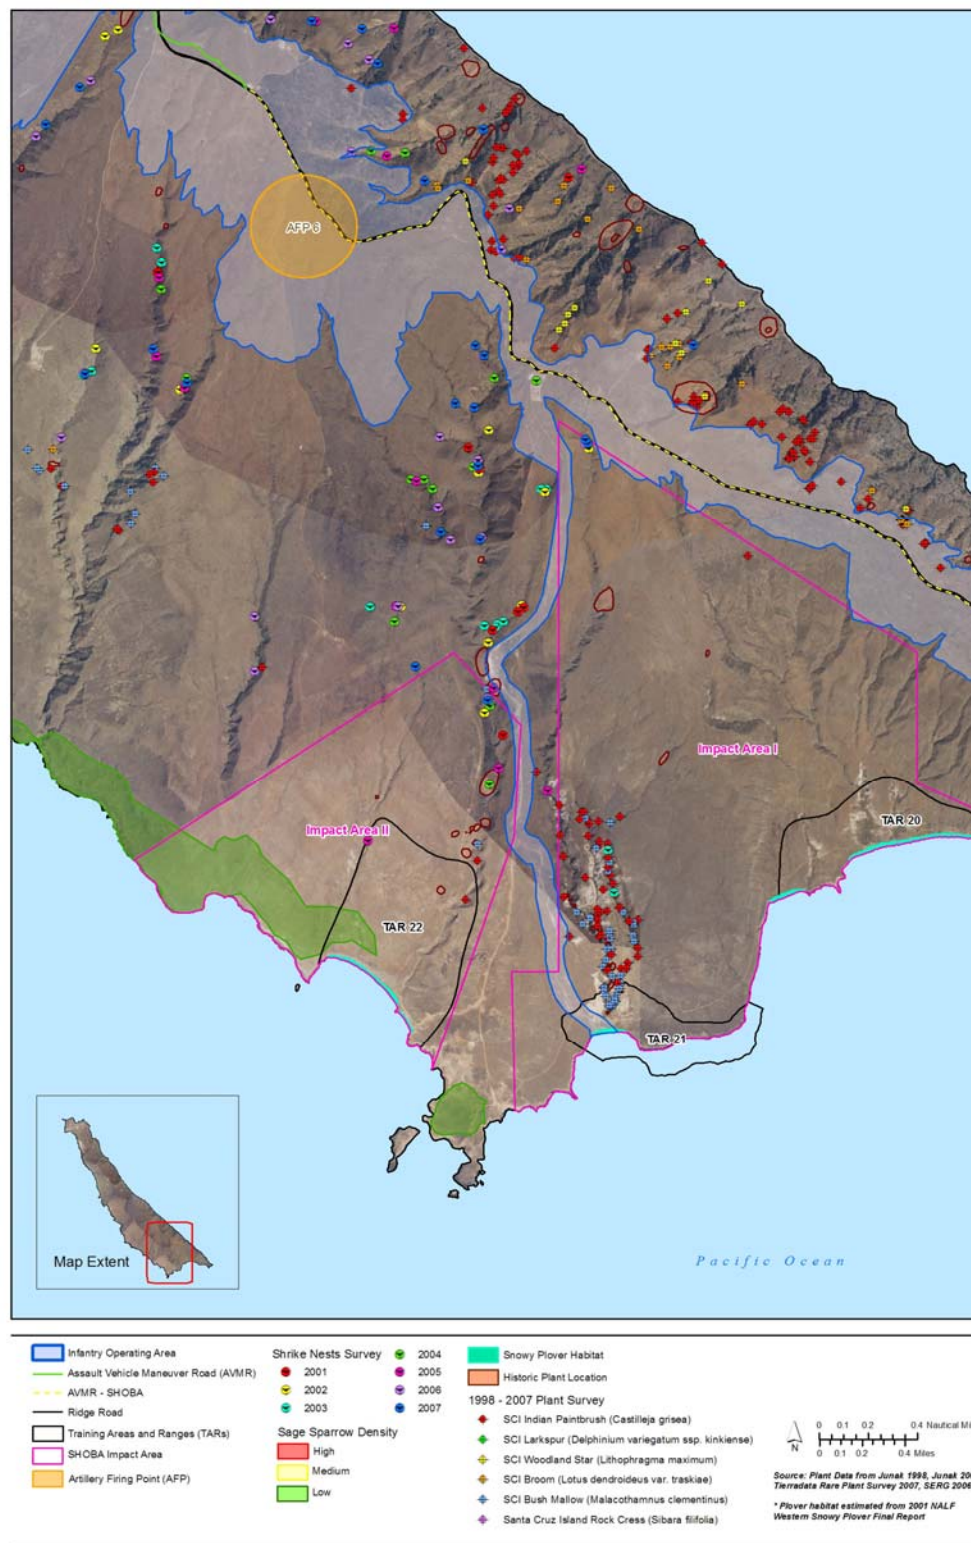 AFP 6
Impact Area I
TAR 20
Impact Area II
TAR 22
TAR 21
Map Extent
Pacific Ocean
Infantry Operating Area
Assault Vehicle Maneuver Road (AVMR)
AVMR - SHOBA
Ridge Road
Training Areas and Ranges (TARs)
SHOBA Impact Area
Artillery Firing Point (AFP)
Shrike Nests Survey
2001
2002
2003
2004
2005
2006
2007
Sage Sparrow Density
High
Medium
Low
Snowy Plover Habitat
Historic Plant Location
1998 - 2007 Plant Survey
SCI Indian Paintbrush (Castilleja grisea)
SCI Larkspur (Delphinium variegatum ssp. kinkiense)
SCI Woodland Star (Lithophragma maximum)
SCI Broom (Lotus dendroideus var. traskiae)
SCI Bush Mallow (Malacothamnus clementinus)
Santa Cruz Island Rock Cress (Sibara filifolia)
N
0 0.1 0.2 0.4 Nautical Mi
0 0.1 0.2 0.4 Miles
Source: Plant Data from Junak 1998, Junak 20
Tierradata Rare Plant Survey 2007, SERG 2006
* Plover habitat estimated from 2001 NALF
Western Snowy Plover Final Report